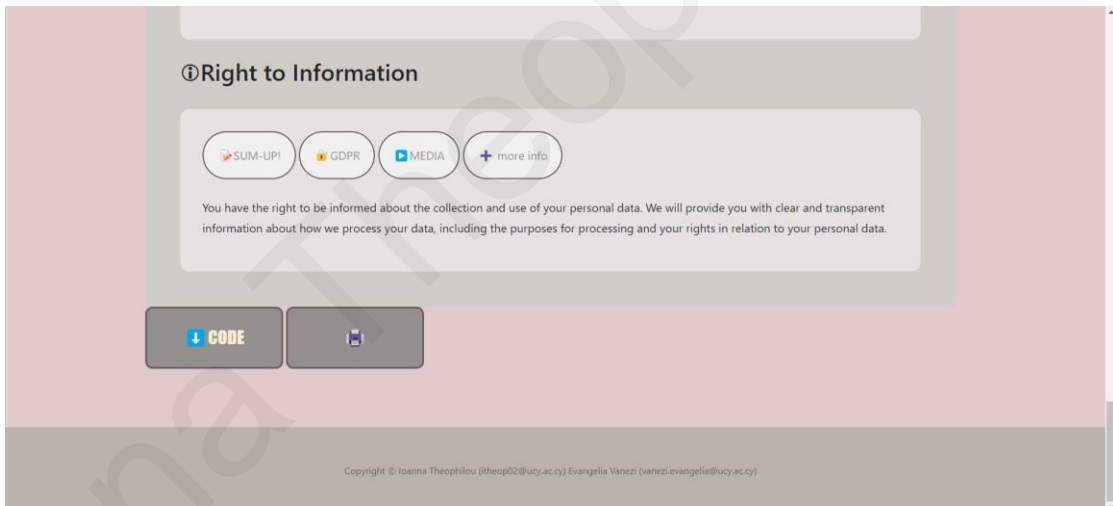 Right to Information
SUM-UP! GDPR MEDIA more info
You have the right to be informed about the collection and use of your personal data. We will provide you with clear and transparent
information about how we process your data, including the purposes for processing and your rights in relation to your personal data.
CODE
Copyright © Ioanna Theophilou (itheop02@ucy.ac.cy) Evangelia Vanezi (vanezi.evangelia@ucy.ac.cy)
na Theop